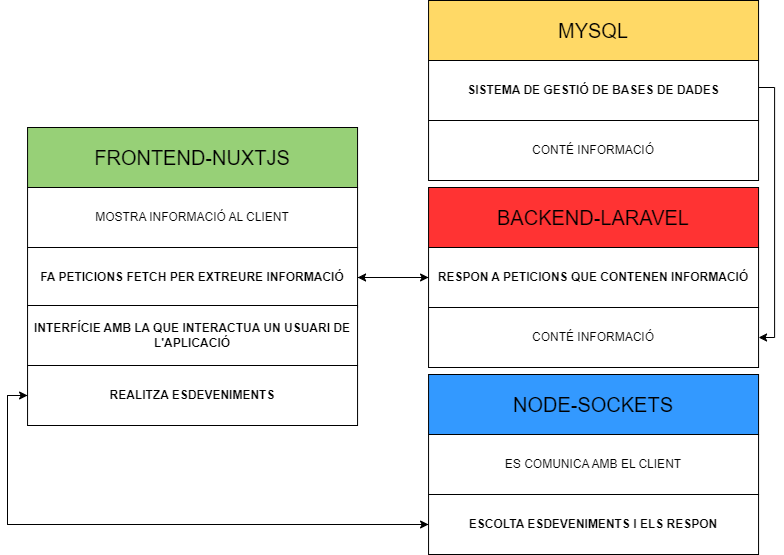 MYSQL
SISTEMA DE GESTIÓ DE BASES DE DADES
CONTÉ INFORMACIÓ
FRONTEND-NUXTJS
MOSTRA INFORMACIÓ AL CLIENT
FA PETICIONS FETCH PER EXTREURE INFORMACIÓ
INTERFÍCIE AMB LA QUE INTERACTUA UN USUARI DE
L'APLICACIÓ
REALITZA ESDEVENIMENTS
BACKEND-LARAVEL
RESPON A PETICIONS QUE CONTENEN INFORMACIÓ
CONTÉ INFORMACIÓ
NODE-SOCKETS
ES COMUNICA AMB EL CLIENT
ESCOLTA ESDEVENIMENTS I ELS RESPON